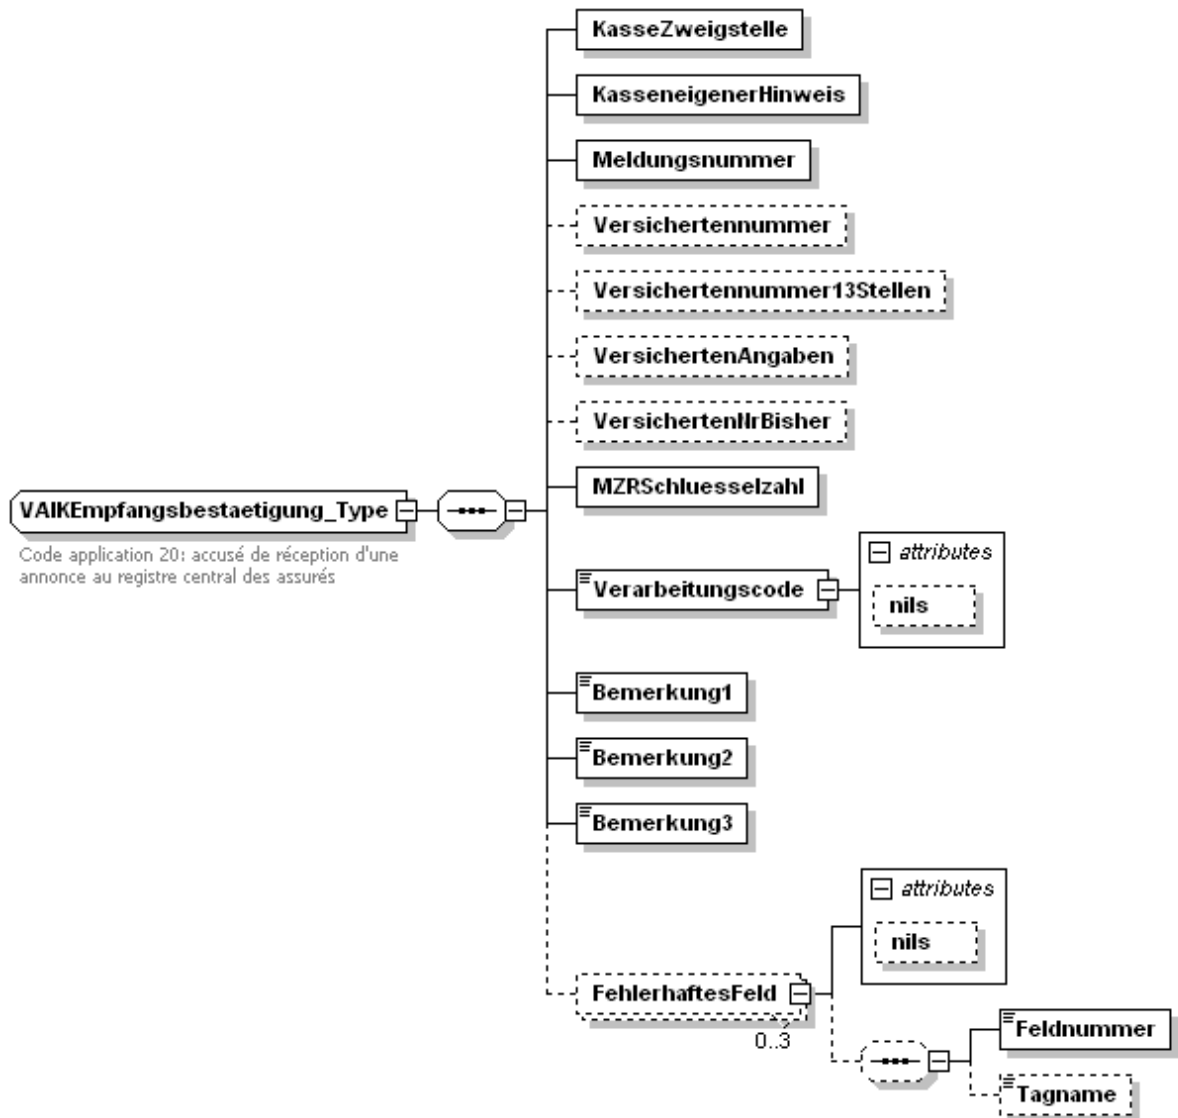 KasseZweigstelle
KasseneigenerHinweis
Meldungsnummer
Versichertennummer
Versichertennummer13Stellen
VersichertenAngaben
VersichertenNrBisher
MZRSchluesselzahl
VAIKEmpfangsbestaetigung_Type
Code application 20: accusé de réception d'une
annonce au registre central des assurés
attributes
Verarbeitungscode
nils
Bemerkung1
Bemerkung2
Bemerkung3
attributes
nils
FehlerhaftesFeld
0..3
Feldnummer
Tagname